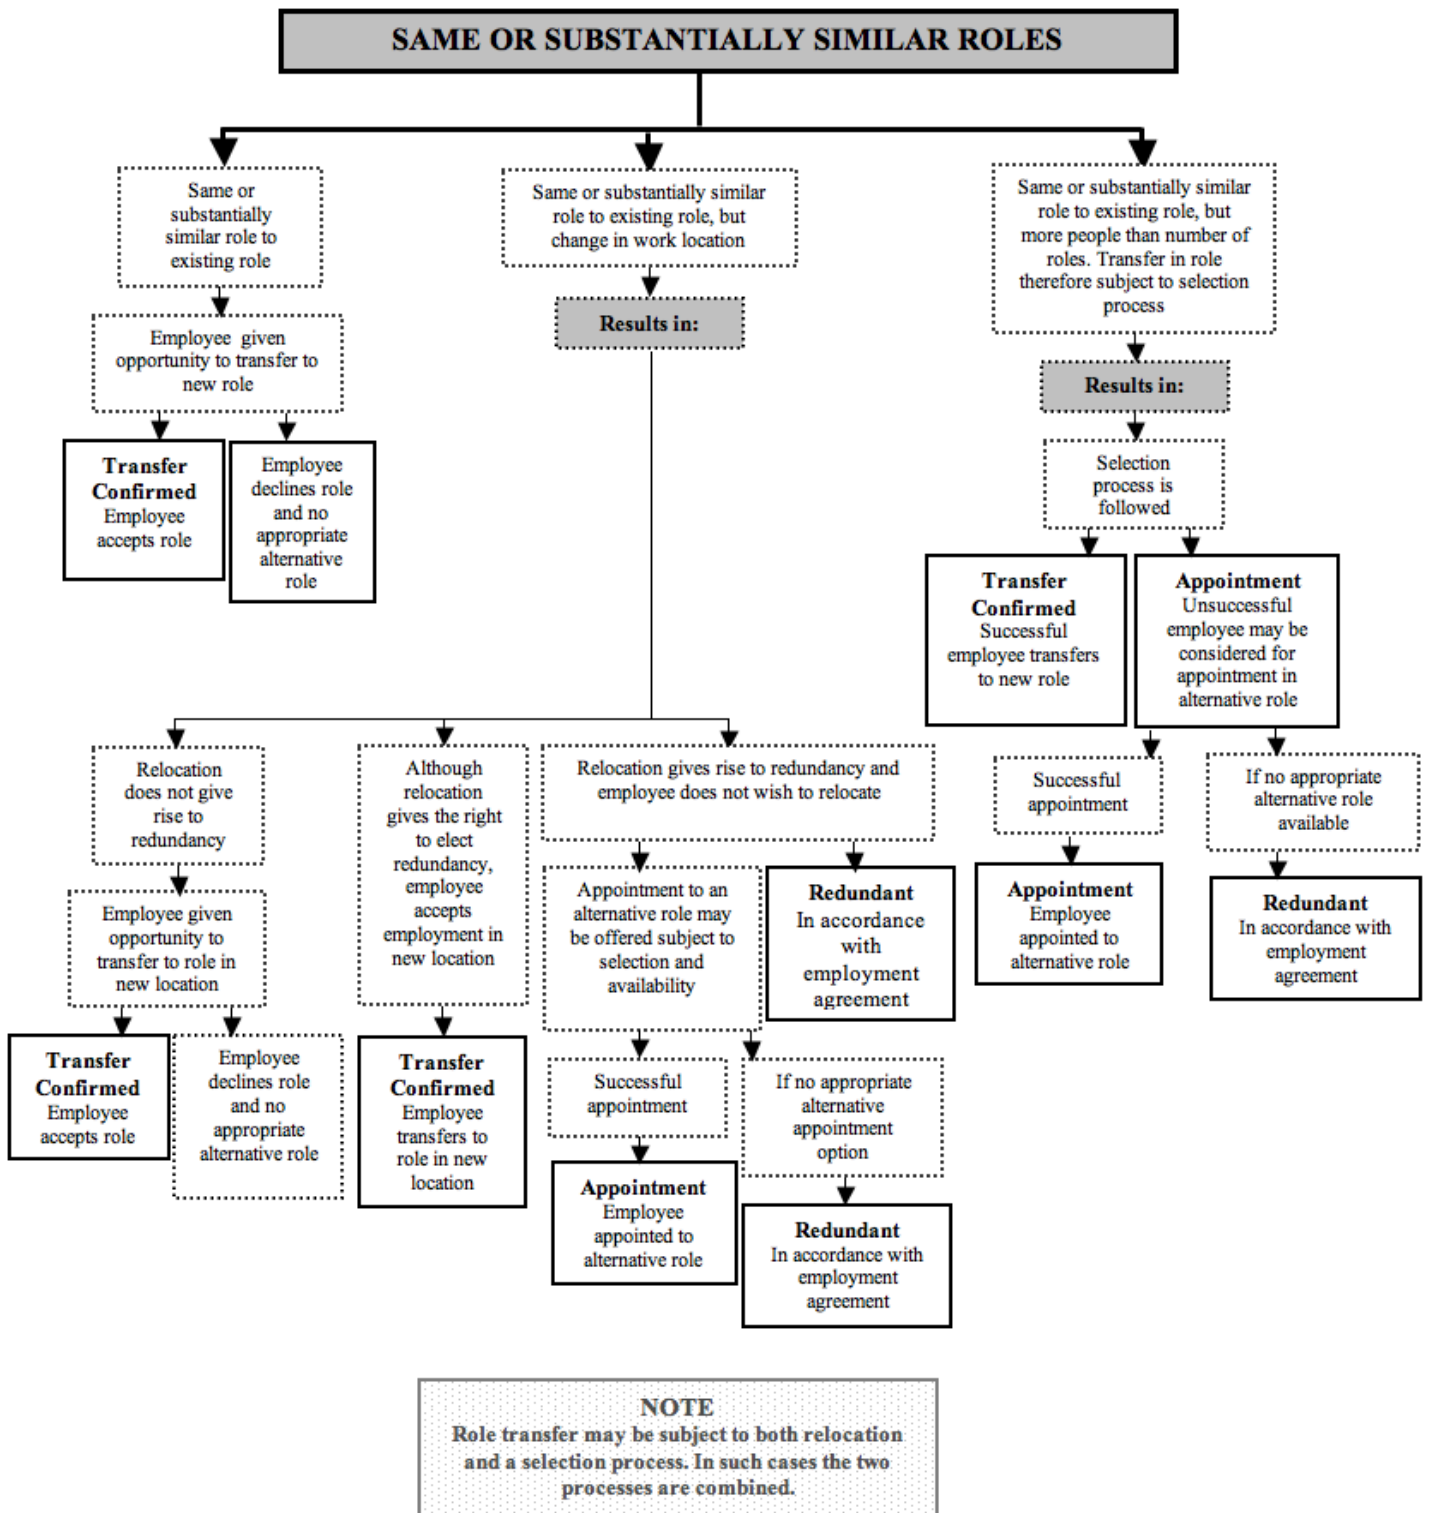 SAME OR SUBSTANTIALLY SIMILAR ROLES
Same or
substantially
similar role to
existing role
Employee given
opportunity to transfer to
new role
Transfer
Confirmed
Employee
accepts role
Employee
declines role
and no
appropriate
alternative
role
Same or substantially similar
role to existing role, but
change in work location
Results in:
Relocation
does not give
rise to
redundancy
Employee given
opportunity to
transfer to role in
new location
Transfer
Confirmed
Employee
accepts role
Employee
declines role
and no
appropriate
alternative role
Although
relocation
gives the right
to elect
redundancy,
employee
accepts
employment in
new location
Transfer
Confirmed
Employee
transfers to
role in new
location
Relocation gives rise to redundancy and
employee does not wish to relocate
Appointment to an
alternative role may
be offered subject to
selection and
availability
Redundant
In accordance
with
employment
agreement
Successful
appointment
Appointment
Employee
appointed to
alternative role
If no appropriate
alternative
appointment
option
Redundant
In accordance with
employment
agreement
Same or substantially similar
role to existing role, but
more people than number of
roles. Transfer in role
therefore subject to selection
process
Results in:
Selection
process is
followed
Transfer
Confirmed
Successful
employee transfers
to new role
Appointment
Unsuccessful
employee may be
considered for
appointment in
alternative role
Successful
appointment
Appointment
Employee
appointed to
alternative role
If no appropriate
alternative role
available
Redundant
In accordance with
employment
agreement
NOTE
Role transfer may be subject to both relocation
and a selection process. In such cases the two
processes are combined.